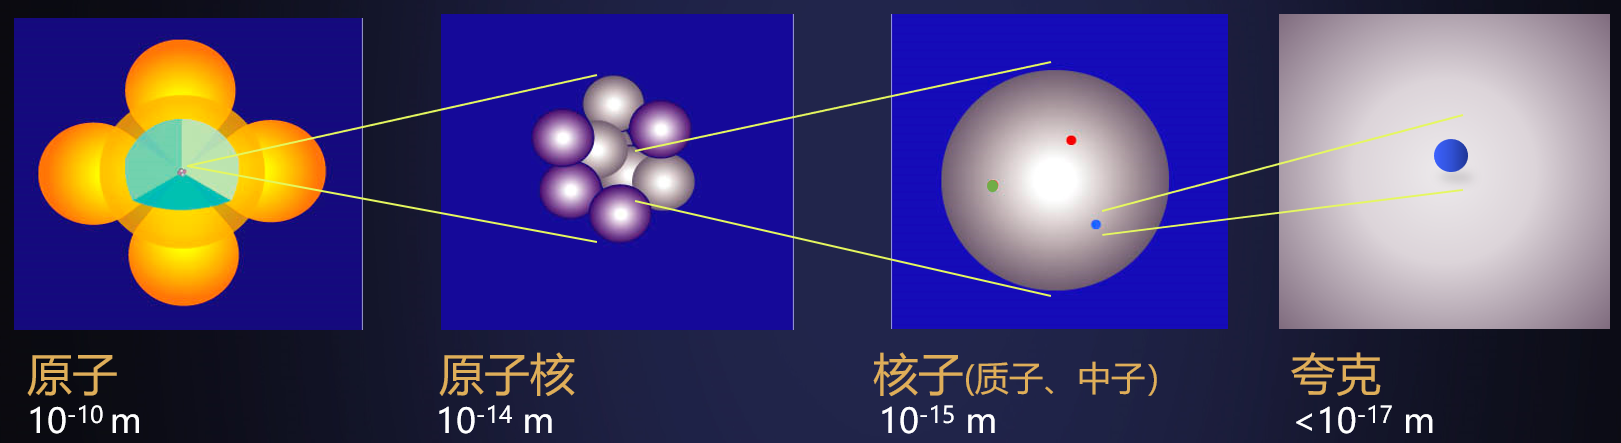 原子
10⁻¹⁰ m
原子核
10⁻¹⁴ m
核子(质子、中子)
10⁻¹⁵ m
夸克
<10⁻¹⁷ m